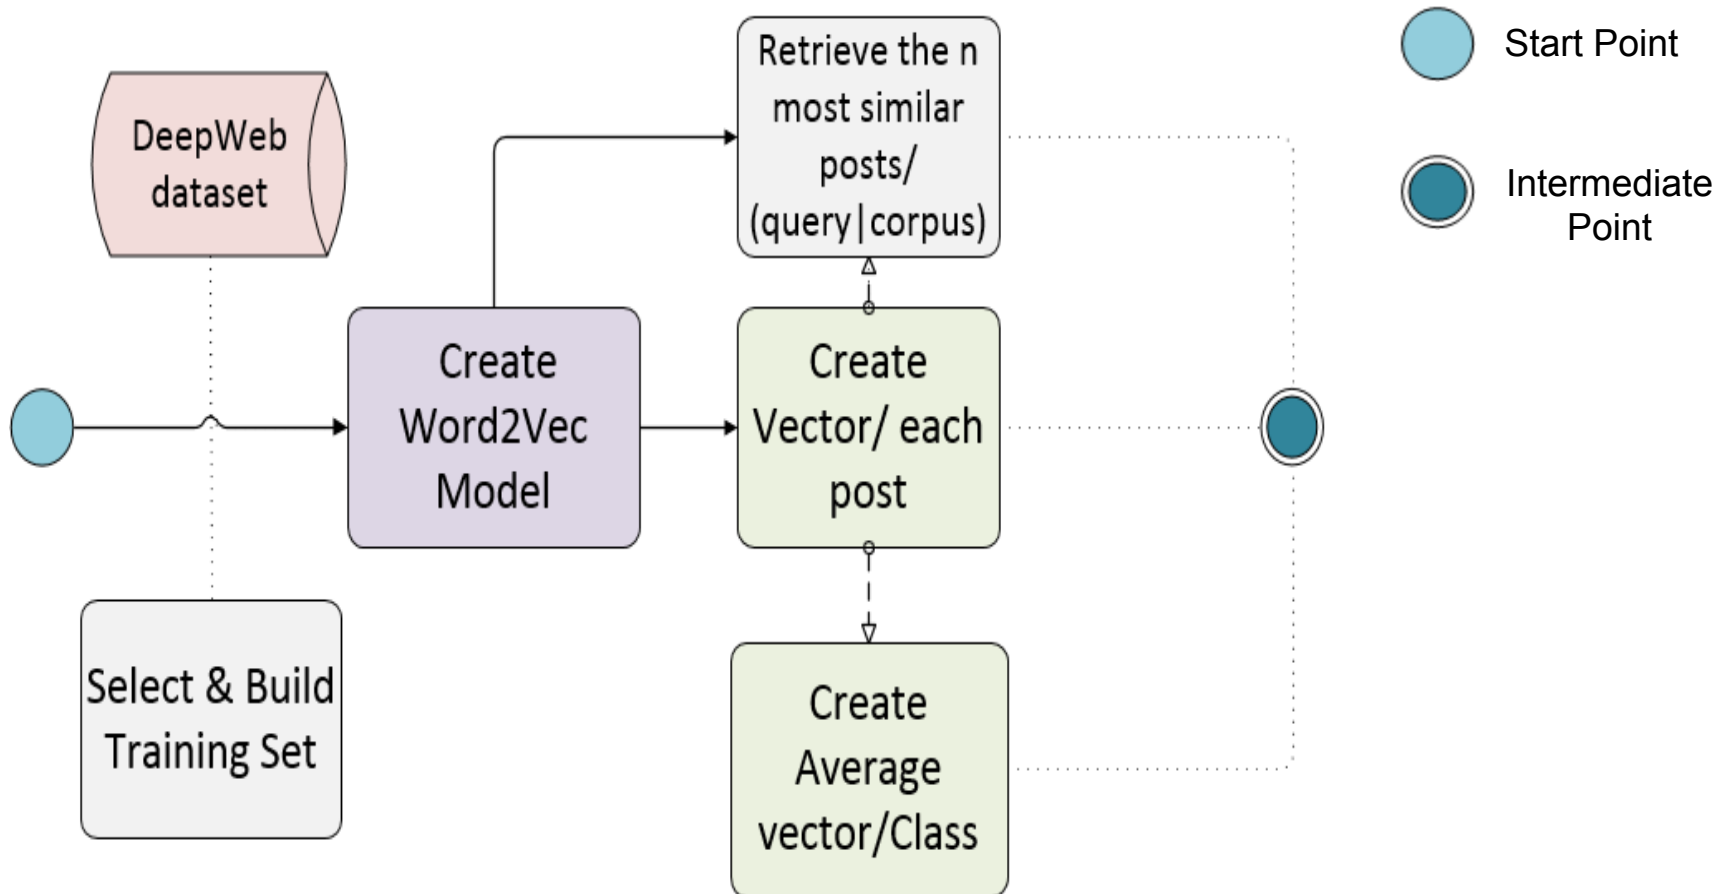 DeepWeb
dataset
Select & Build
Training Set
Create
Word2Vec
Model
Retrieve the n
most similar
posts/
(query|corpus)
Create
Vector/ each
post
Create
Average
vector/Class
Start Point
Intermediate
Point